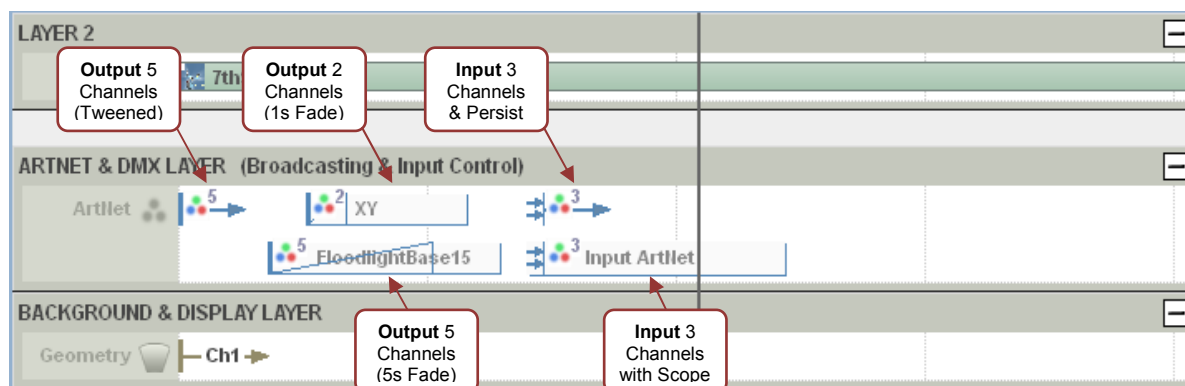 LAYER 2
Output 5
Channels
(Tweened)
Output 2
Channels
(1s Fade)
Input 3
Channels
& Persist
7th
ARTNET & DMX LAYER (Broadcasting & Input Control)
ArtNet
5
2
XY
3
5
FloodlightBase15
3
Input ArtNet
BACKGROUND & DISPLAY LAYER
Geometry
Ch1
Output 5
Channels
(5s Fade)
Input 3
Channels
with Scope